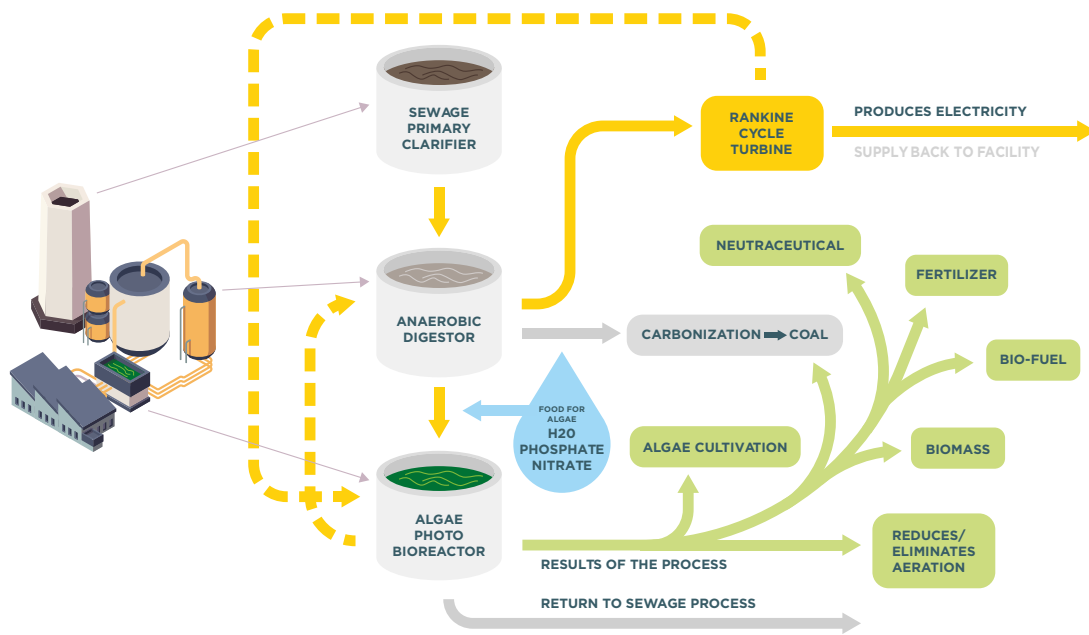 SEWAGE
PRIMARY
CLARIFIER
RANKINE
CYCLE
TURBINE
PRODUCES ELECTRICITY
SUPPLY BACK TO FACILITY
NEUTRACEUTICAL
FERTILIZER
ANAEROBIC
DIGESTOR
CARBONIZATION COAL
BIO-FUEL
FOOD FOR
ALGAE
H20
PHOSPHATE
NITRATE
ALGAE CULTIVATION
BIOMASS
ALGAE
PHOTO
BIOREACTOR
REDUCES/
ELIMINATES
AERATION
RESULTS OF THE PROCESS
RETURN TO SEWAGE PROCESS